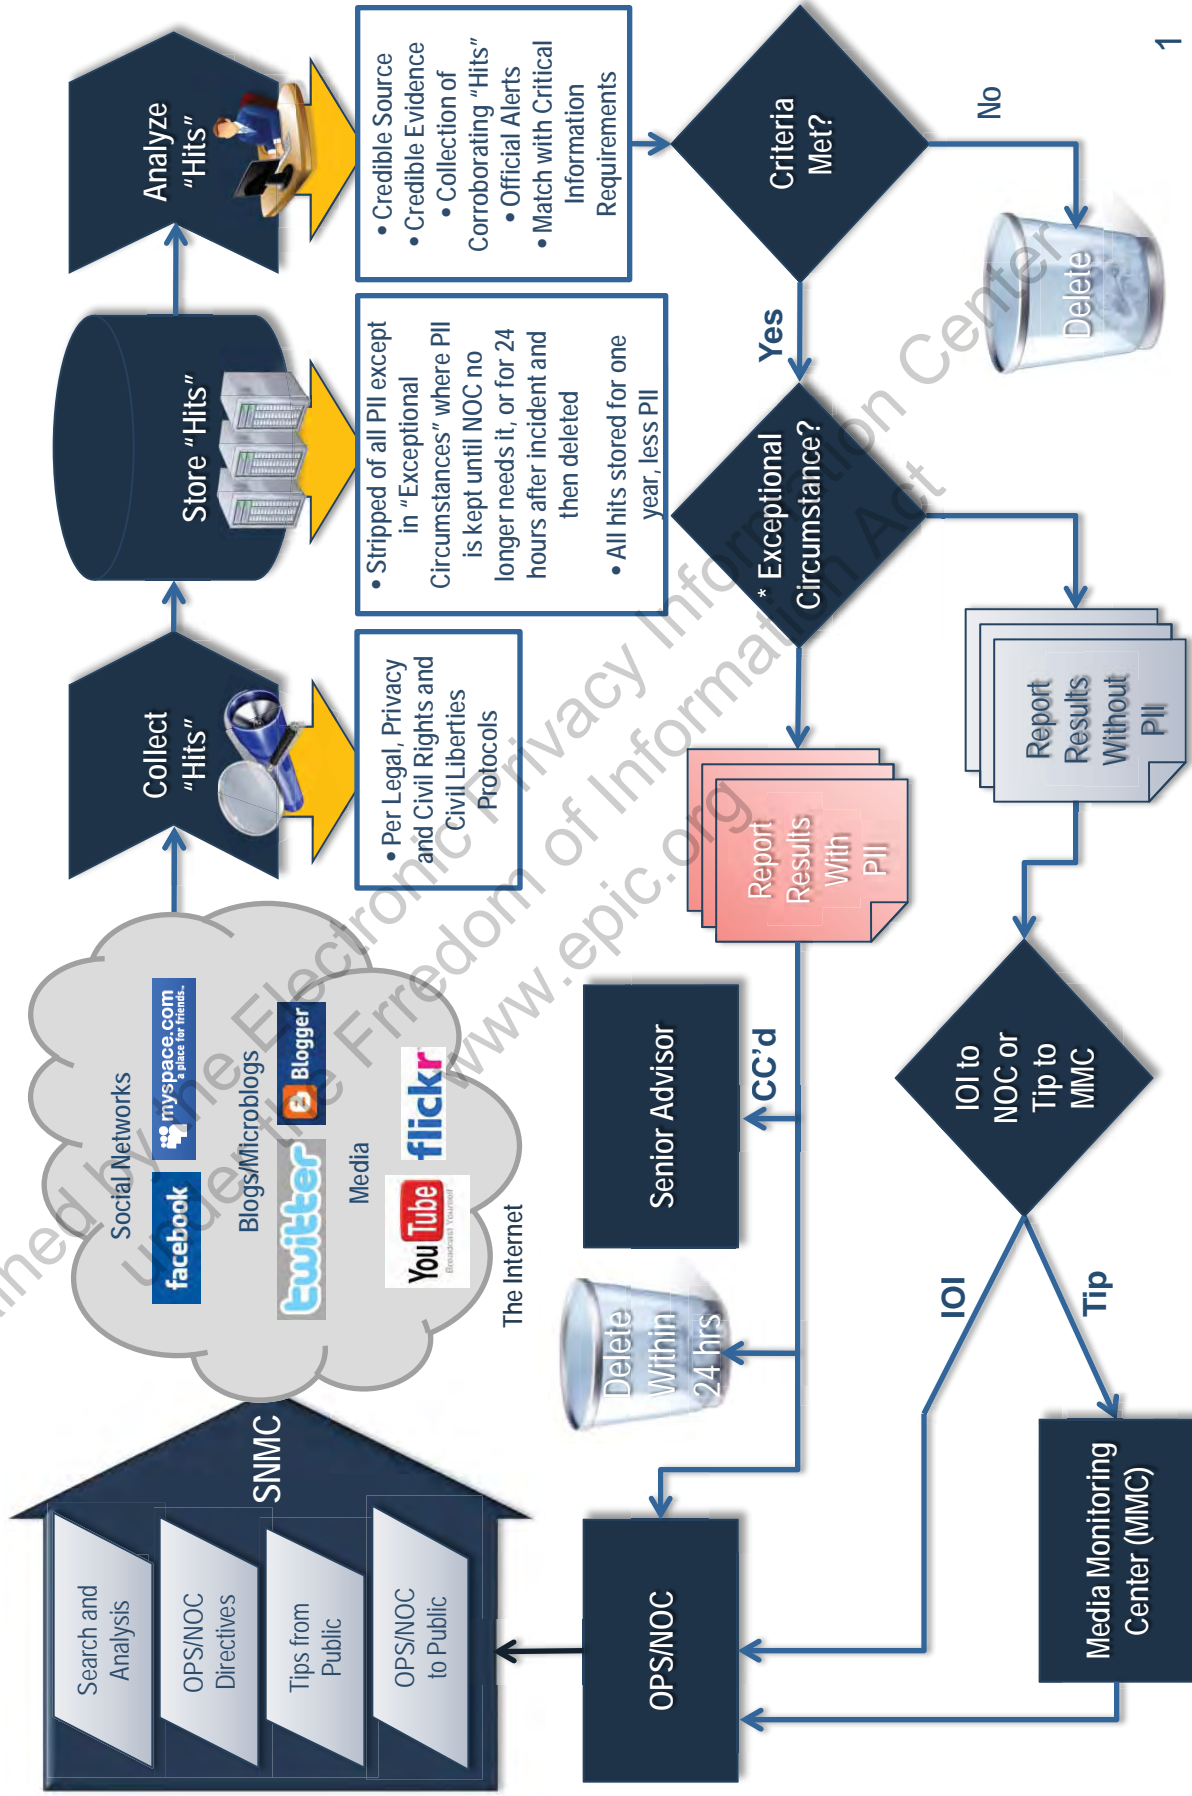 SNMC
Search and
Analysis
OPS/NOC
Directives
Tips from
Public
OPS/NOC
to Public
Social Networks
facebook
myspace.com
a place for friends.
Blogs/Microblogs
twitter
Blogger
Media
You Tube
Broadcast Yourself
flickr
The Internet
Collect
"Hits"
• Per Legal, Privacy
and Civil Rights and
Civil Liberties
Protocols
Store "Hits"
• Stripped of all PII except
in "Exceptional
Circumstances" where PII
is kept until NOC no
longer needs it, or for 24
hours after incident and
then deleted
• All hits stored for one
year, less PII
Analyze
"Hits"
• Credible Source
• Credible Evidence
• Collection of
Corroborating "Hits"
• Official Alerts
• Match with Critical
Information
Requirements
Criteria
Met?
No
Delete
Yes
* Exceptional
Circumstance?
Report
Results
With
PII
Report
Results
Without
PII
CC'd
Senior Advisor
Delete
Within
24 hrs
OPS/NOC
IOI to
NOC or
Tip to
MMC
IOI
Tip
Media Monitoring
Center (MMC)
1
by the Electronic Privacy Information Center
under the Frredom of Information Act
www.epic.org